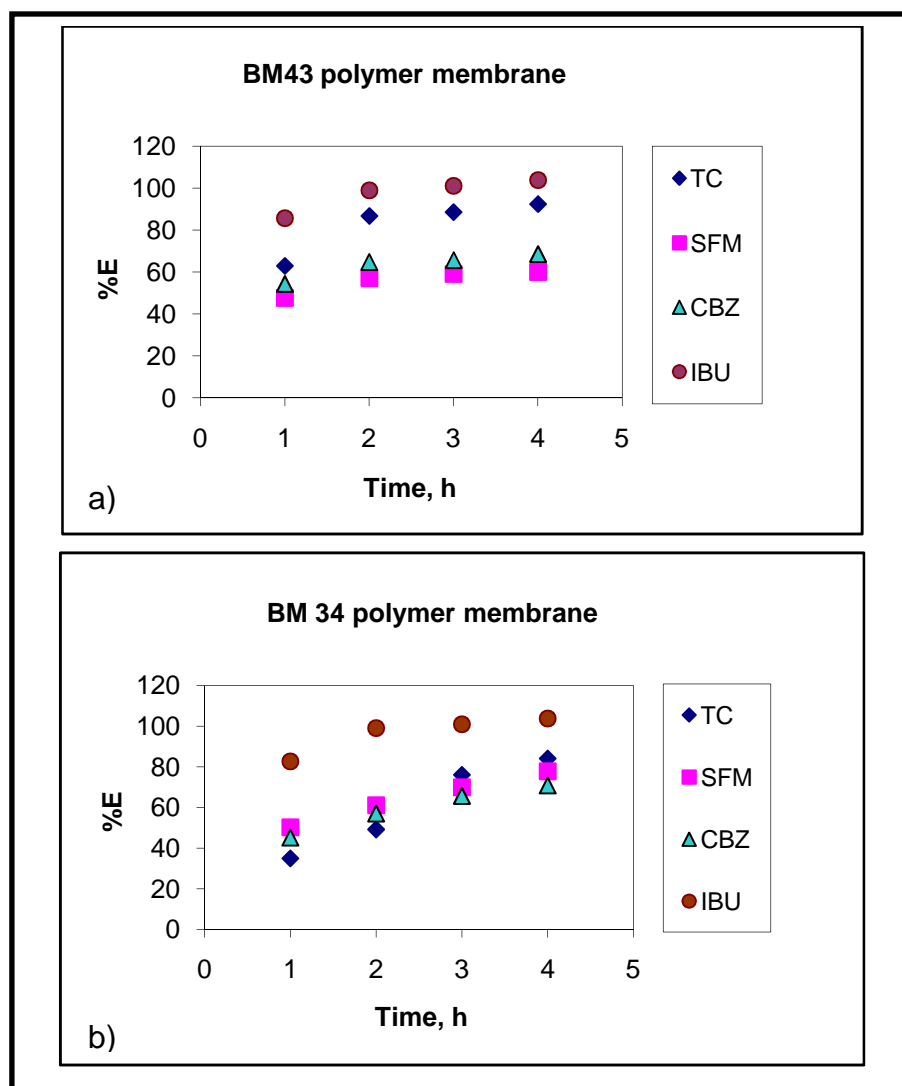 BM43 polymer membrane
120
100
80
60
40
20
0
%E
0 1 2 3 4 5
Time, h
TC
SFM
CBZ
IBU
a)
BM 34 polymer membrane
120
100
80
60
40
20
0
%E
0 1 2 3 4 5
Time, h
TC
SFM
CBZ
IBU
b)